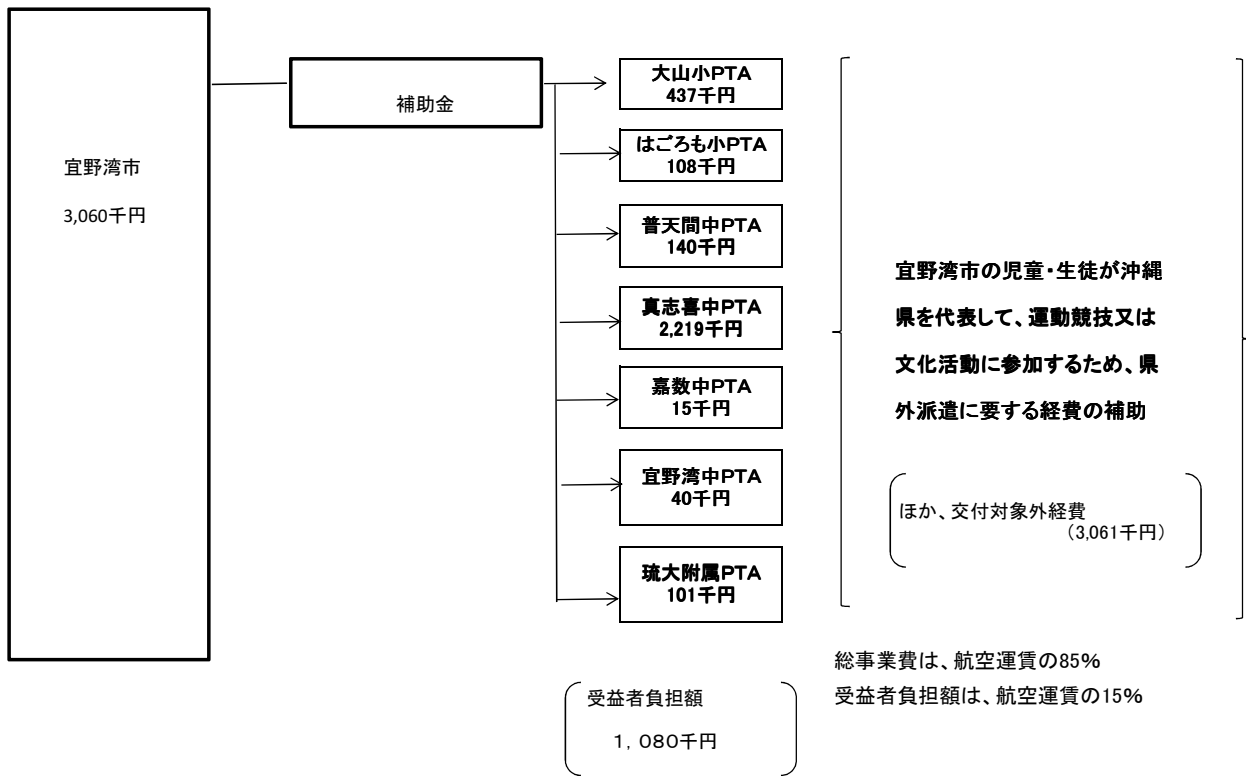 宜野湾市
3,060千円
補助金
大山小PTA
437千円
はごろも小PTA
108千円
普天間中PTA
140千円
真志喜中PTA
2,219千円
嘉数中PTA
15千円
宜野湾中PTA
40千円
琉大附属PTA
101千円
宜野湾市の児童・生徒が沖縄
県を代表して、運動競技又は
文化活動に参加するため、県
外派遣に要する経費の補助
ほか、交付対象外経費
（3,061千円）
総事業費は、航空運賃の85%
受益者負担額は、航空運賃の15%
受益者負担額
１，０８０千円